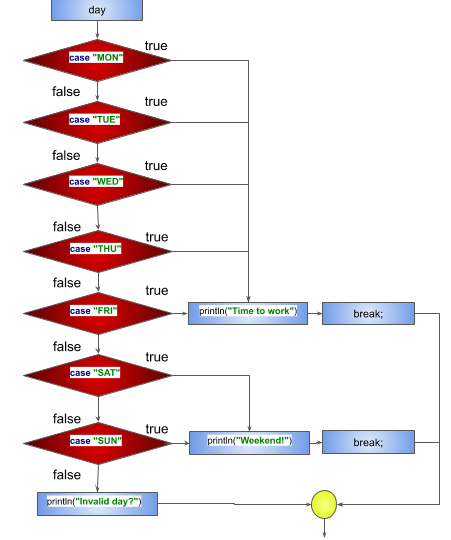 day
true
case "MON"
false
true
case "TUE"
false
true
case "WED"
false
true
case "THU"
false
true
case "FRI"
println("Time to work")
break;
false
true
case "SAT"
false
true
case "SUN"
println("Weekend!")
break;
false
println("Invalid day?")